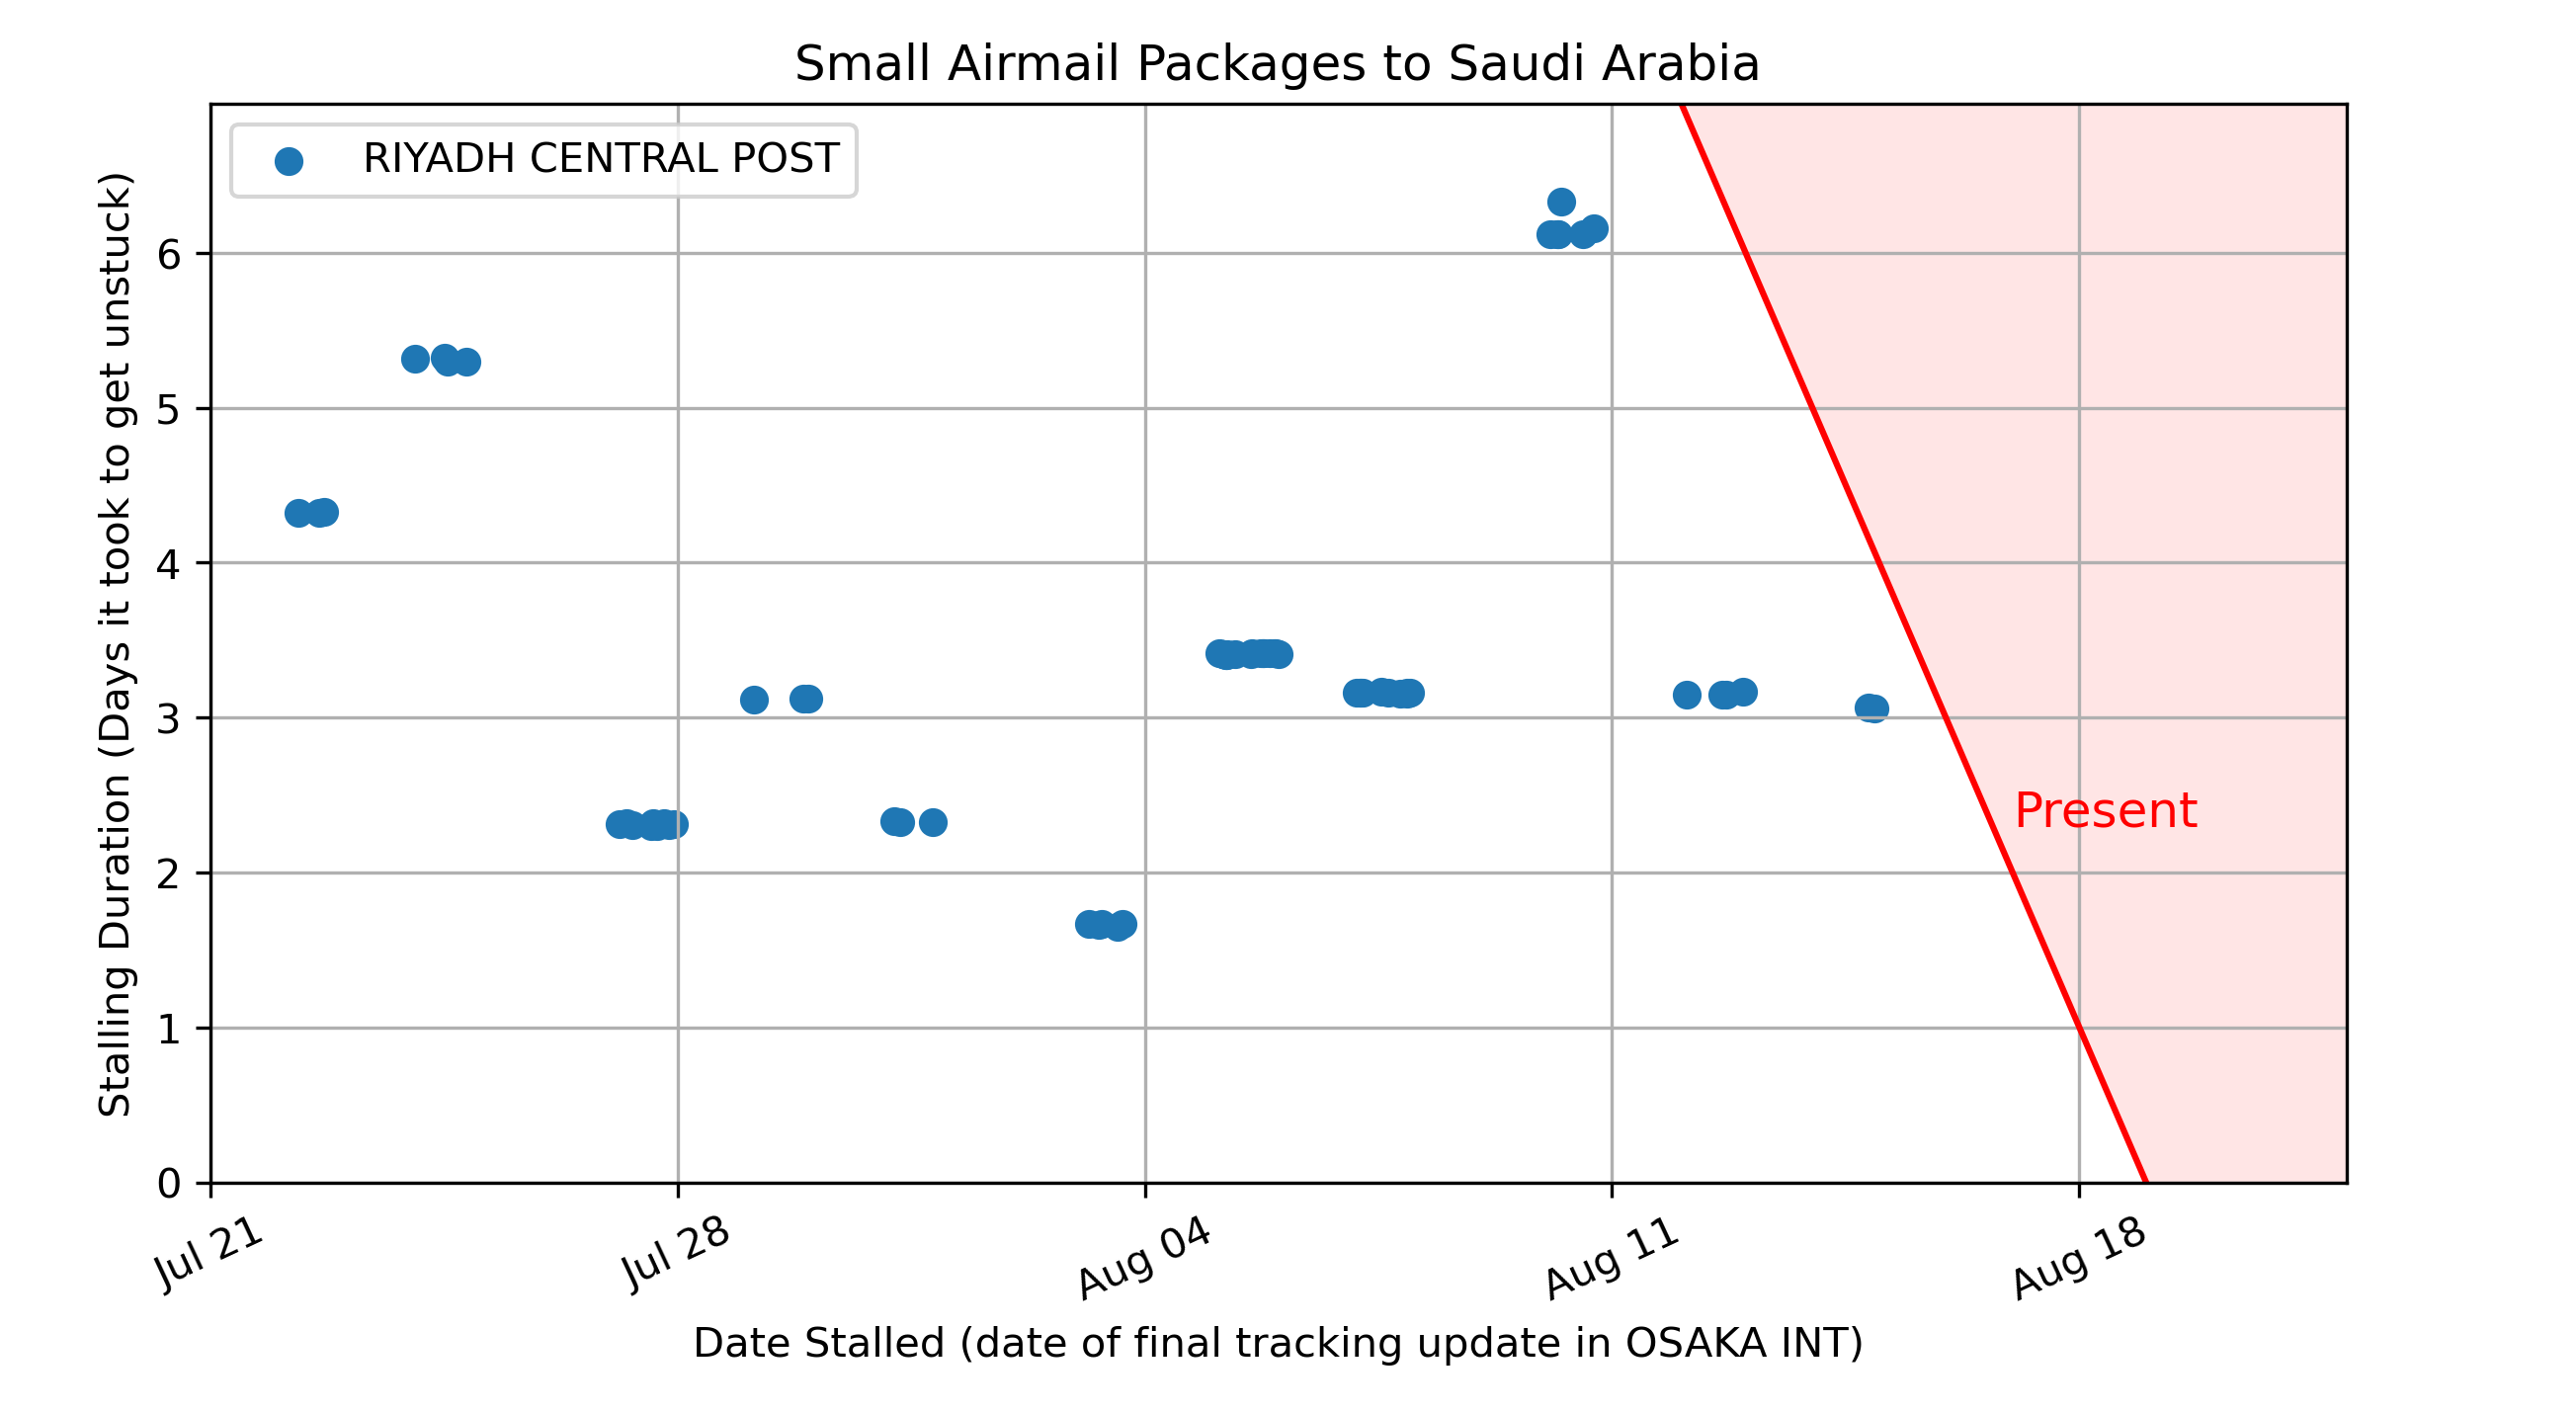 Small Airmail Packages to Saudi Arabia
RIYADH CENTRAL POST
Stalling Duration (Days it took to get unstuck)
6
5
4
3
2
1
0
Present
Jul 21
Jul 28
Aug 04
Aug 11
Aug 18
Date Stalled (date of final tracking update in OSAKA INT)